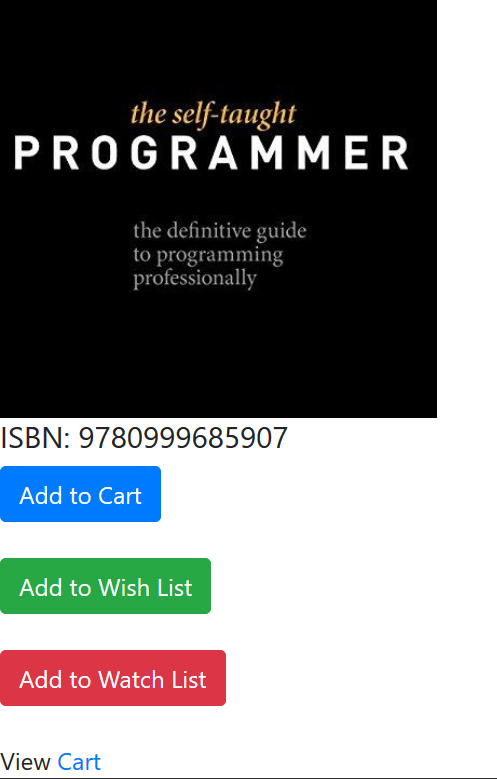 the self-taught
PROGRAMMER
the definitive guide
to programming
professionally
ISBN: 9780999685907
Add to Cart
Add to Wish List
Add to Watch List
View Cart